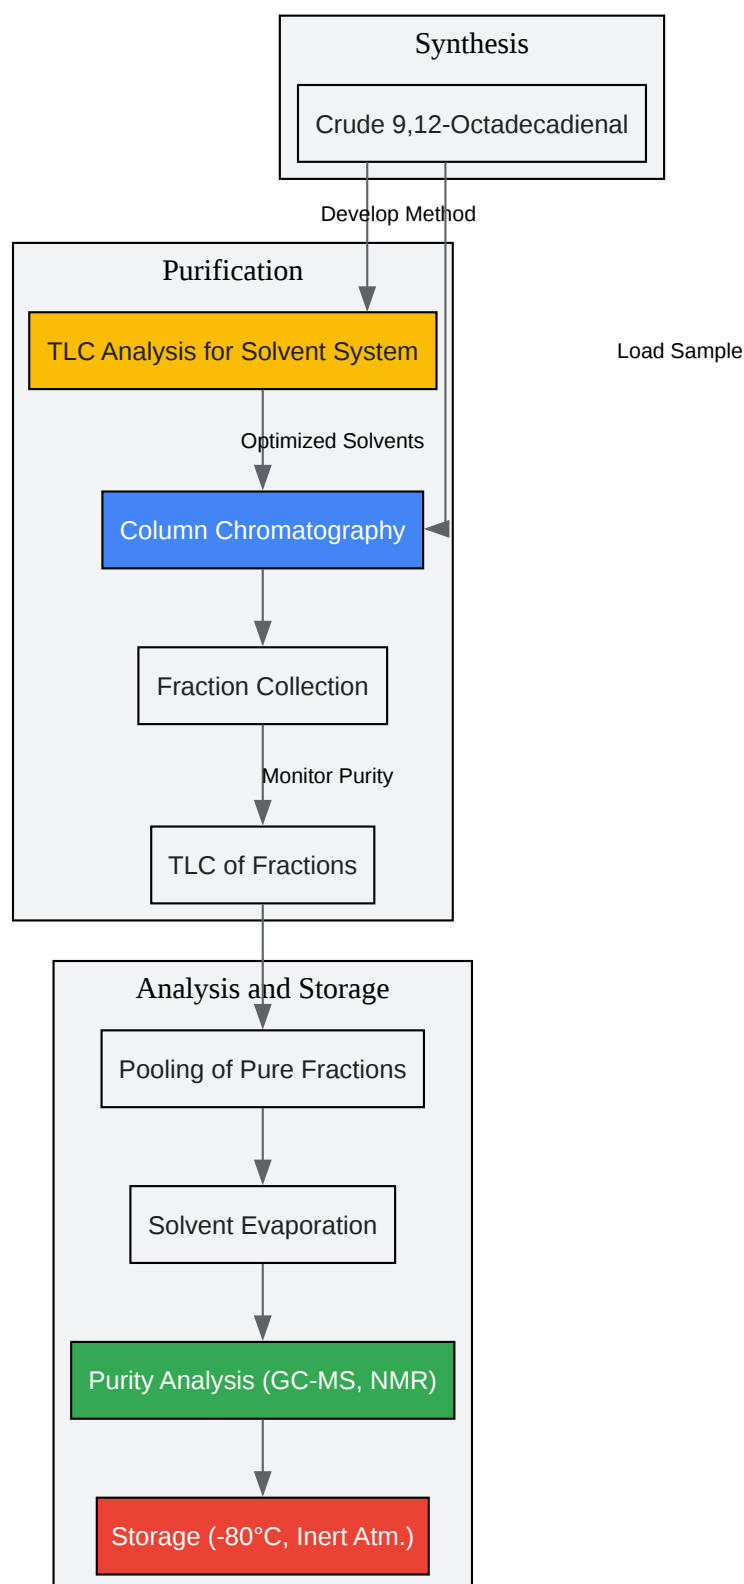 Synthesis
Crude 9,12-Octadecadienal
Develop Method
Purification
TLC Analysis for Solvent System
Load Sample
Optimized Solvents
Column Chromatography
Fraction Collection
Monitor Purity
TLC of Fractions
Analysis and Storage
Pooling of Pure Fractions
Solvent Evaporation
Purity Analysis (GC-MS, NMR)
Storage (-80°C, Inert Atm.)